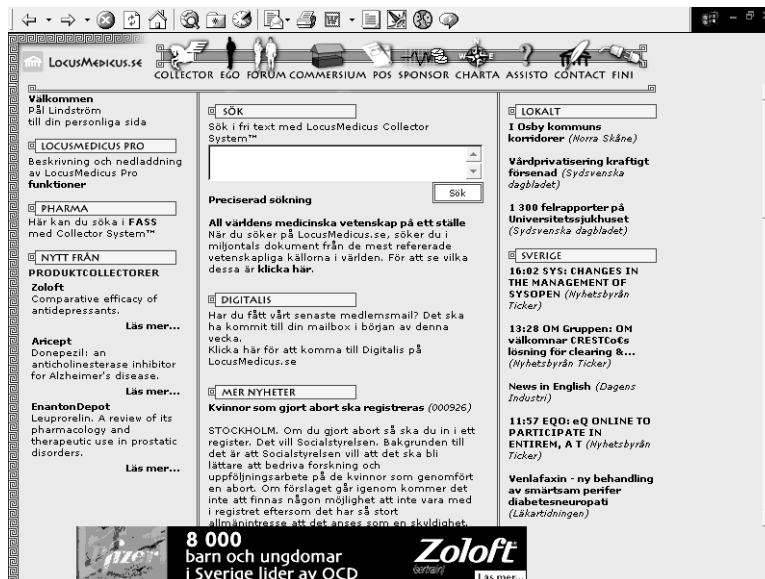 LOCUSMEDICUS.SE
COLLECTOR EGO FORUM COMMERSIUM POS SPONSOR CHARTA ASSISTO CONTACT FINI
Välkommen
Pål Lindström
till din personliga sida
LOCUSMEDICUS PRO
Beskrivning och nedladdning
av LocusMedicus Pro
funktioner
PHARMA
Här kan du söka i FASS
med Collector System™
NYTT FRÅN
PRODUKTCOLLECTORER
Zoloft
Comparative efficacy of
antidepressants.
Läs mer...
Aricept
Donepezil: an
anticholinesterase inhibitor
for Alzheimer's disease.
Läs mer...
EnantonDepot
Leuprorelin. A review of its
pharmacology and
therapeutic use in prostatic
disorders.
Läs mer...
SÖK
Sök i fri text med LocusMedicus Collector
System™
Sök
Preciserad sökning
All världens medicinska vetenskap på ett ställe
När du söker på LocusMedicus.se, söker du i
miljontals dokument från de mest refererade
vetenskapliga källorna i världen. För att se vilka
dessa är klicka här.
DIGITALIS
Har du fått vårt senaste medlemsmail? Det ska
ha kommit till din mailbox i början av denna
vecka.
Klicka här för att komma till Digitalis på
LocusMedicus.se
MER NYHETER
Kvinnor som gjort abort ska registreras (000926)
STOCKHOLM. Om du gjort abort så ska du in i ett
register. Det vill Socialstyrelsen. Bakgrunden till
det är att Socialstyrelsen vill att det ska bli
lättare att bedriva forskning och
uppföljningsarbete på de kvinnor som genomfört
en abort. Om förslaget går igenom kommer det
inte att finnas någon möjlighet att inte vara med
i registret eftersom det har så stort
allmänintresse att det anses som en skyldighet.
LOKALT
I Osby kommuns
korridorer (Norra Skåne)
Vårdprivatisering kraftigt
försenad (Sydsvenska
dagbladet)
1 300 felrapporter på
Universitetssjukhuset
(Sydsvenska dagbladet)
SVERIGE
16:02 SYS: CHANGES IN
THE MANAGEMENT OF
SYSOPEN (Nyhetsbyrån
Ticker)
13:28 OM Gruppen: OM
välkomnar CRESTCo€s
lösning för clearing &...
(Nyhetsbyrån Ticker)
News in English (Dagens
Industri)
11:57 EQO: eQ ONLINE TO
PARTICIPATE IN
ENTIREM, A T (Nyhetsbyrån
Ticker)
Venlafaxin - ny behandling
av smärtsam perifer
diabetesneuropati
(Läkartidningen)
8 000
barn och ungdomar
i Sverige lider av OCD
Zoloft
Läs mer...